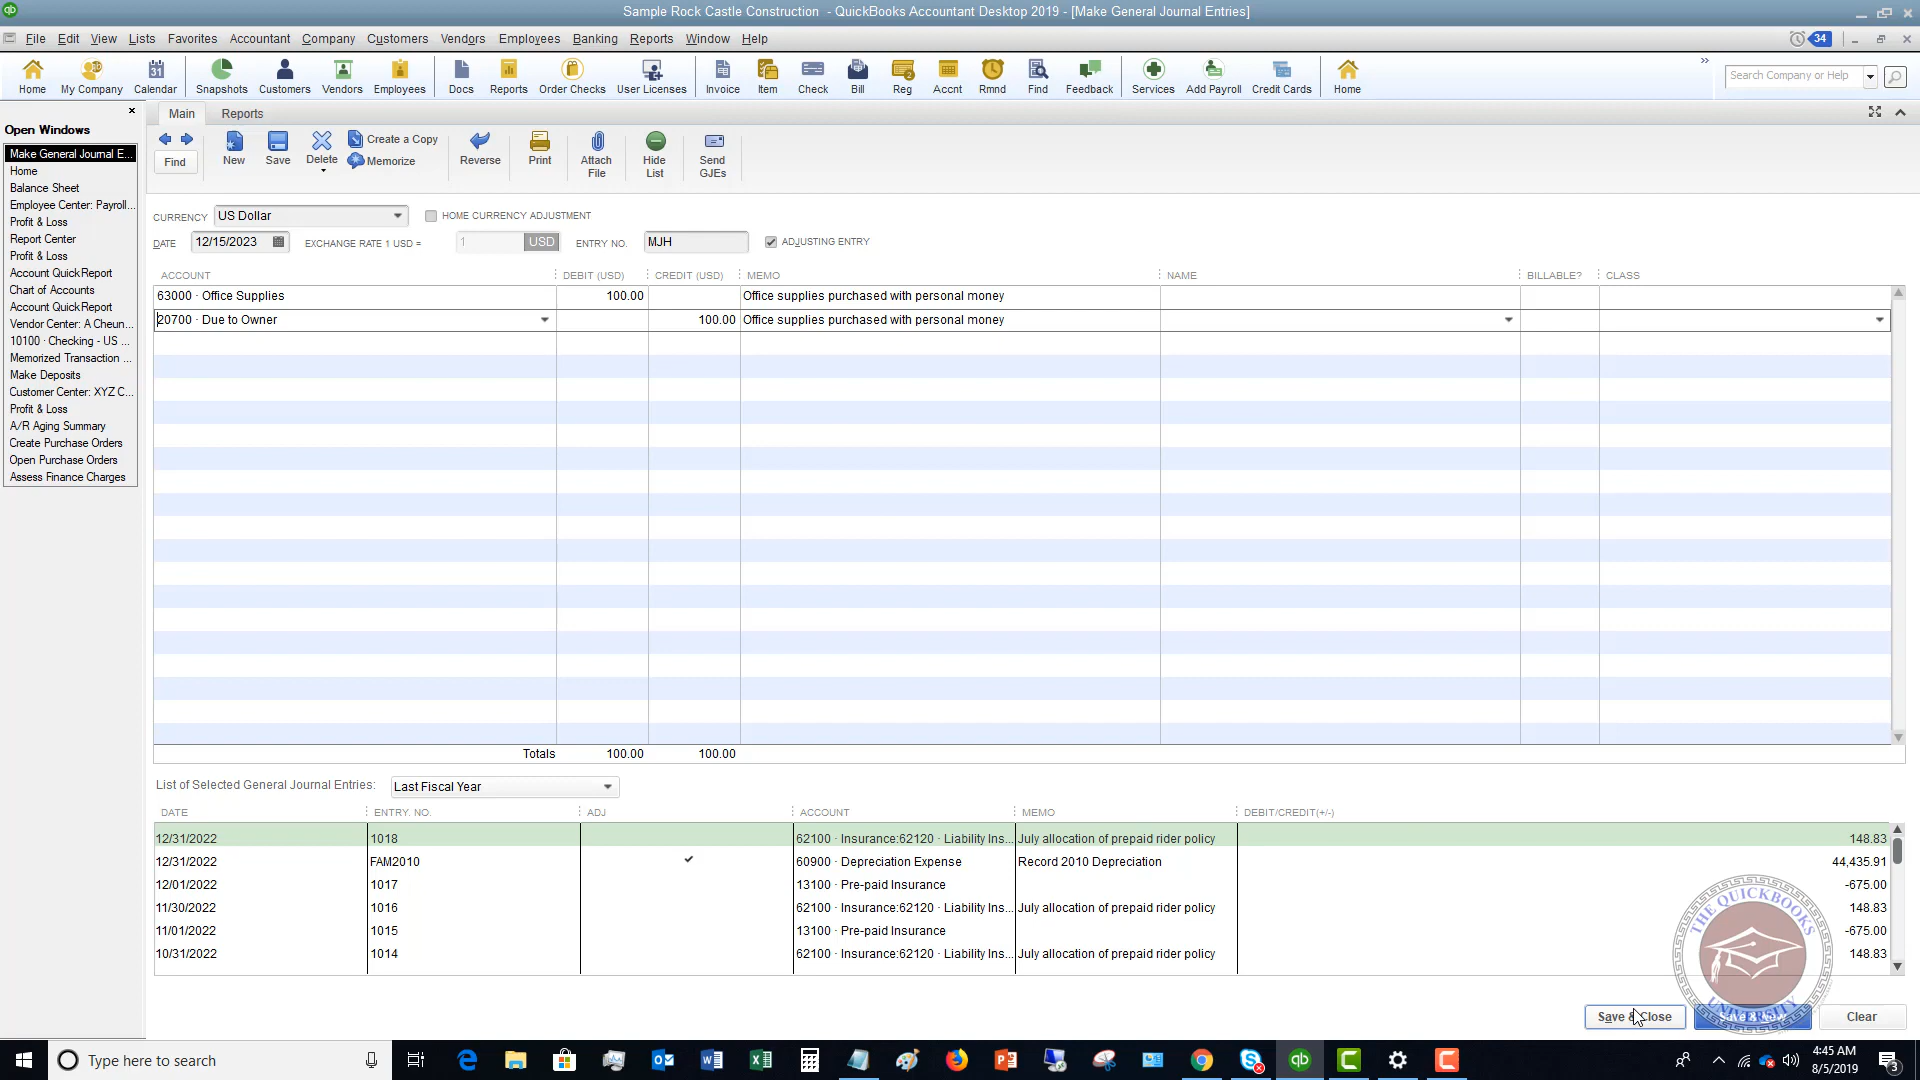 Sample Rock Castle Construction - QuickBooks Accountant Desktop 2019 - [Make General Journal Entries]
File Edit View Lists Favorites Accountant Company Customers Vendors Employees Banking Reports Window Help 34
Home My Company Calendar Snapshots Customers Vendors Employees Docs Reports Order Checks User Licenses Invoice Item Check Bill Reg Accnt Rmnd Find Feedback Services Add Payroll Credit Cards Home Search Company or Help
Open Windows
Make General Journal E...
Home
Balance Sheet
Employee Center: Payroll...
Profit & Loss
Report Center
Profit & Loss
Account QuickReport
Chart of Accounts
Account QuickReport
Vendor Center: A Cheun...
10100 · Checking - US ...
Memorized Transaction ...
Make Deposits
Customer Center: XYZ C...
Profit & Loss
A/R Aging Summary
Create Purchase Orders
Open Purchase Orders
Assess Finance Charges
Main Reports
Find New Save Delete Create a Copy Memorize Reverse Print Attach File Hide List Send GJEs
CURRENCY US Dollar HOME CURRENCY ADJUSTMENT
DATE 12/15/2023 EXCHANGE RATE 1 USD = 1 USD ENTRY NO. MJH ADJUSTING ENTRY
ACCOUNT DEBIT (USD) CREDIT (USD) MEMO NAME BILLABLE? CLASS
63000 · Office Supplies 100.00 Office supplies purchased with personal money
20700 · Due to Owner 100.00 Office supplies purchased with personal money
Totals 100.00 100.00
List of Selected General Journal Entries: Last Fiscal Year
DATE ENTRY. NO. ADJ ACCOUNT MEMO DEBIT/CREDIT(+/-)
12/31/2022 1018 62100 · Insurance:62120 · Liability Ins... July allocation of prepaid rider policy 148.83
12/31/2022 FAM2010 60900 · Depreciation Expense Record 2010 Depreciation 44,435.91
12/01/2022 1017 13100 · Pre-paid Insurance -675.00
11/30/2022 1016 62100 · Insurance:62120 · Liability Ins... July allocation of prepaid rider policy 148.83
11/01/2022 1015 13100 · Pre-paid Insurance -675.00
10/31/2022 1014 62100 · Insurance:62120 · Liability Ins... July allocation of prepaid rider policy 148.83
THE QUICKBOOKS UNIVERSITY
Save & Close Clear
Type here to search 4:45 AM
8/5/2019 3